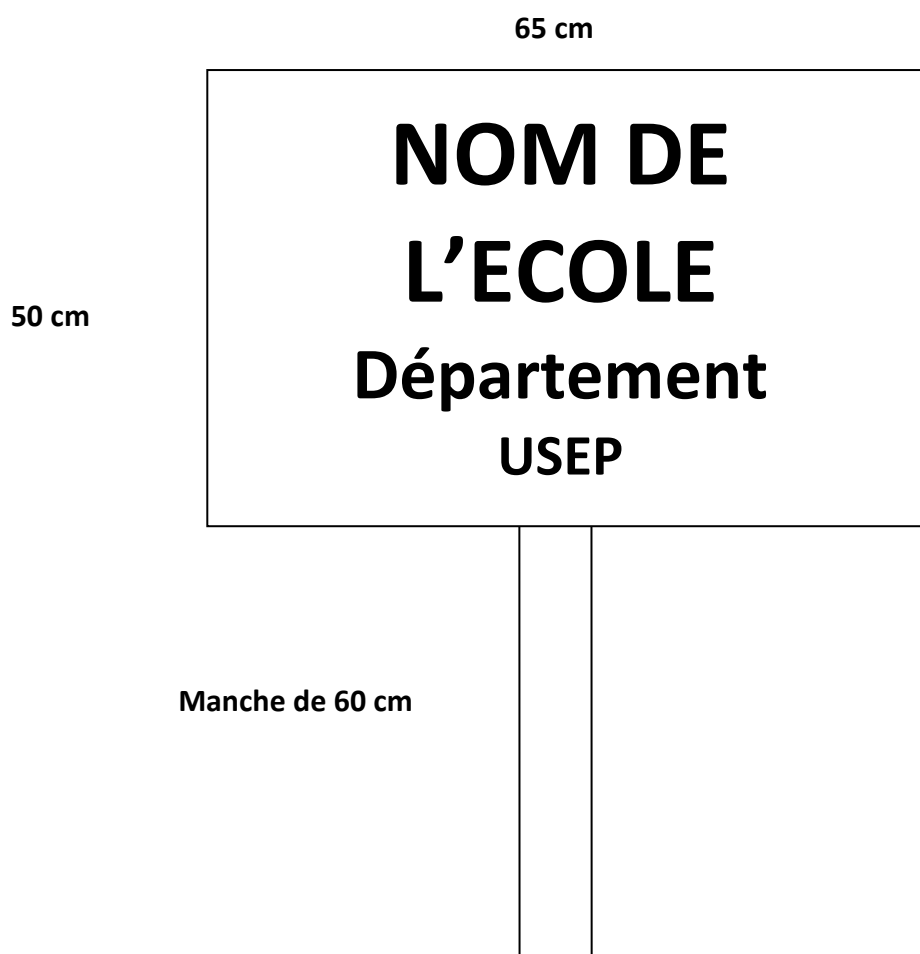 65 cm
NOM DE
L’ECOLE
50 cm
Département
USEP
Manche de 60 cm